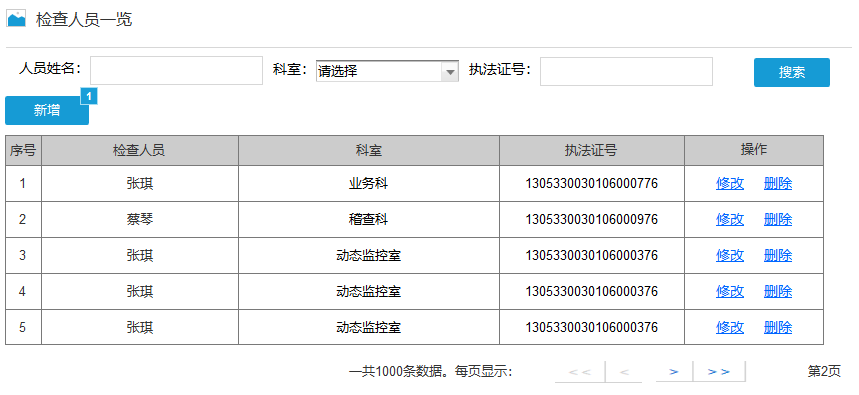 检查人员一览
人员姓名： 科室： 请选择 执法证号： 搜索
新增 1
序号 检查人员 科室 执法证号 操作
1 张琪 业务科 1305330030106000776 修改 删除
2 蔡琴 稽查科 1305330030106000976 修改 删除
3 张琪 动态监控室 1305330030106000376 修改 删除
4 张琪 动态监控室 1305330030106000376 修改 删除
5 张琪 动态监控室 1305330030106000376 修改 删除
一共1000条数据。每页显示： << < > >> 第2页